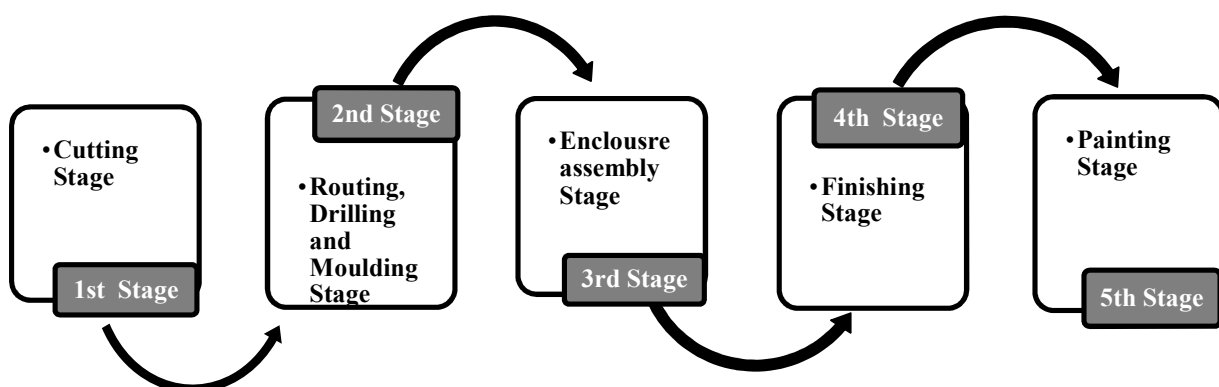 • Cutting
Stage
1st Stage
2nd Stage
• Routing,
Drilling
and
Moulding
Stage
• Enclousre
assembly
Stage
3rd Stage
4th Stage
• Finishing
Stage
• Painting
Stage
5th Stage